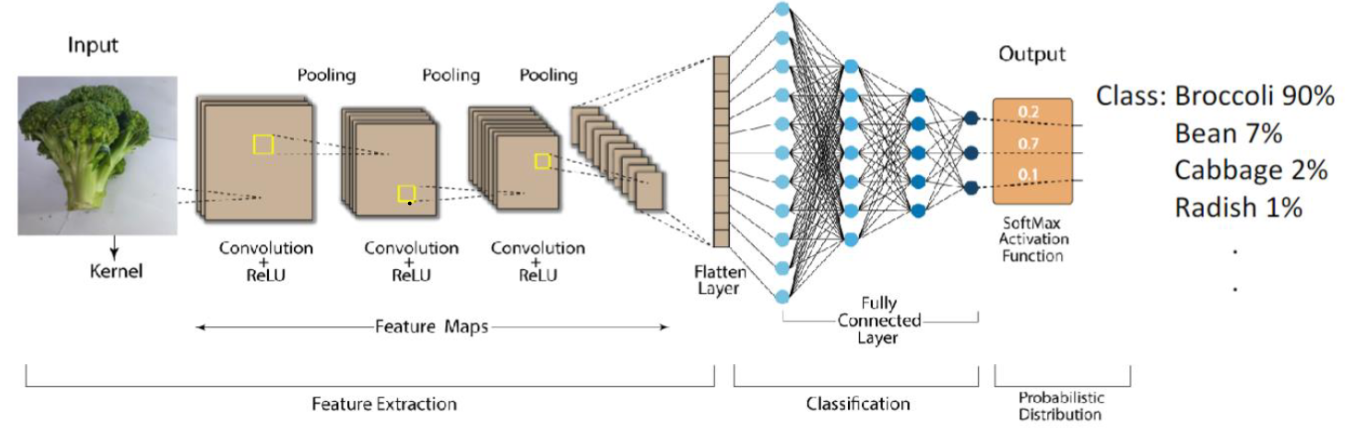 Input
Kernel
Pooling
Pooling
Pooling
Convolution
+
ReLU
Convolution
+
ReLU
Convolution
+
ReLU
Feature Maps
Flatten
Layer
Fully
Connected
Layer
Output
0.2
0.7
0.1
SoftMax
Activation
Function
Class: Broccoli 90%
Bean 7%
Cabbage 2%
Radish 1%
.
.
Feature Extraction
Classification
Probabilistic
Distribution